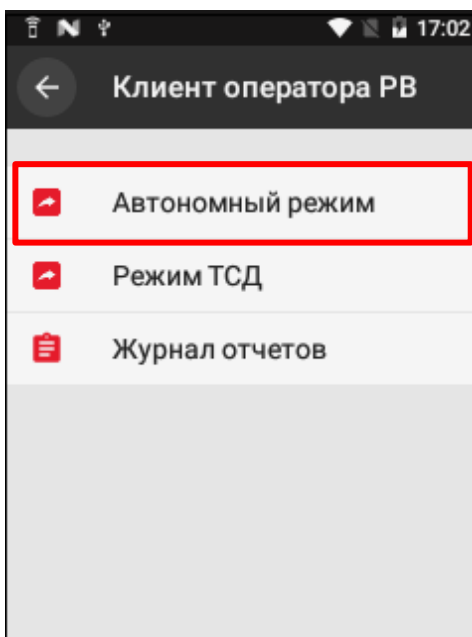 17:02
Клиент оператора РВ
Автономный режим
Режим ТСД
Журнал отчетов